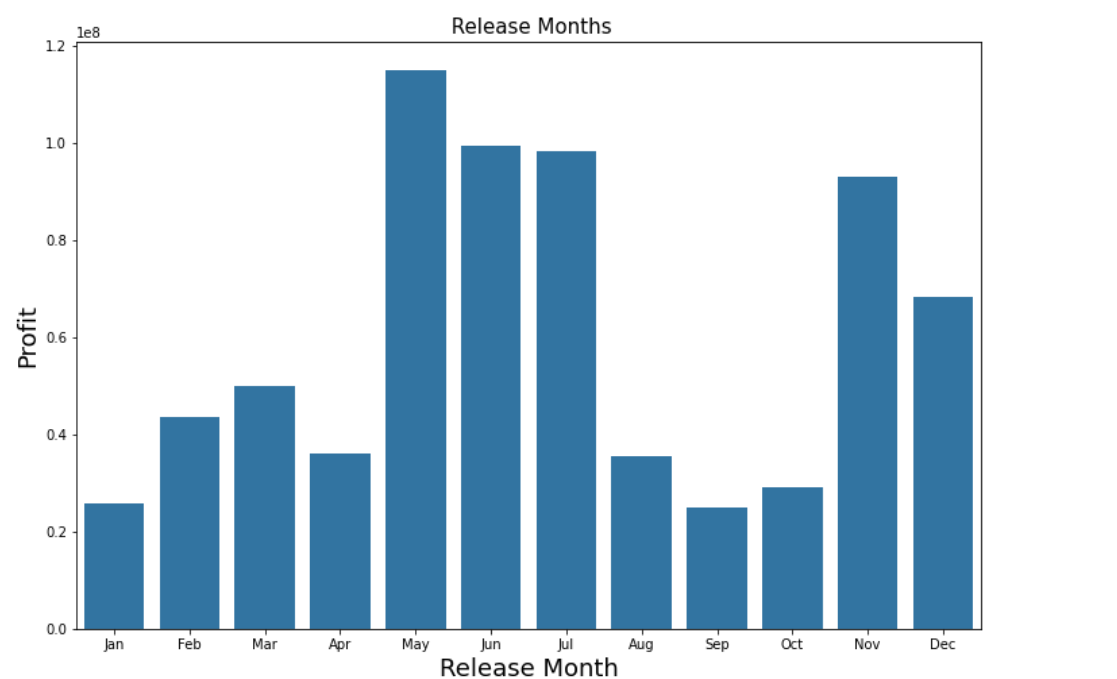 Release Months
1e8
1.2
1.0
0.8
0.6
0.4
0.2
0.0
Profit
Jan Feb Mar Apr May Jun Jul Aug Sep Oct Nov Dec
Release Month